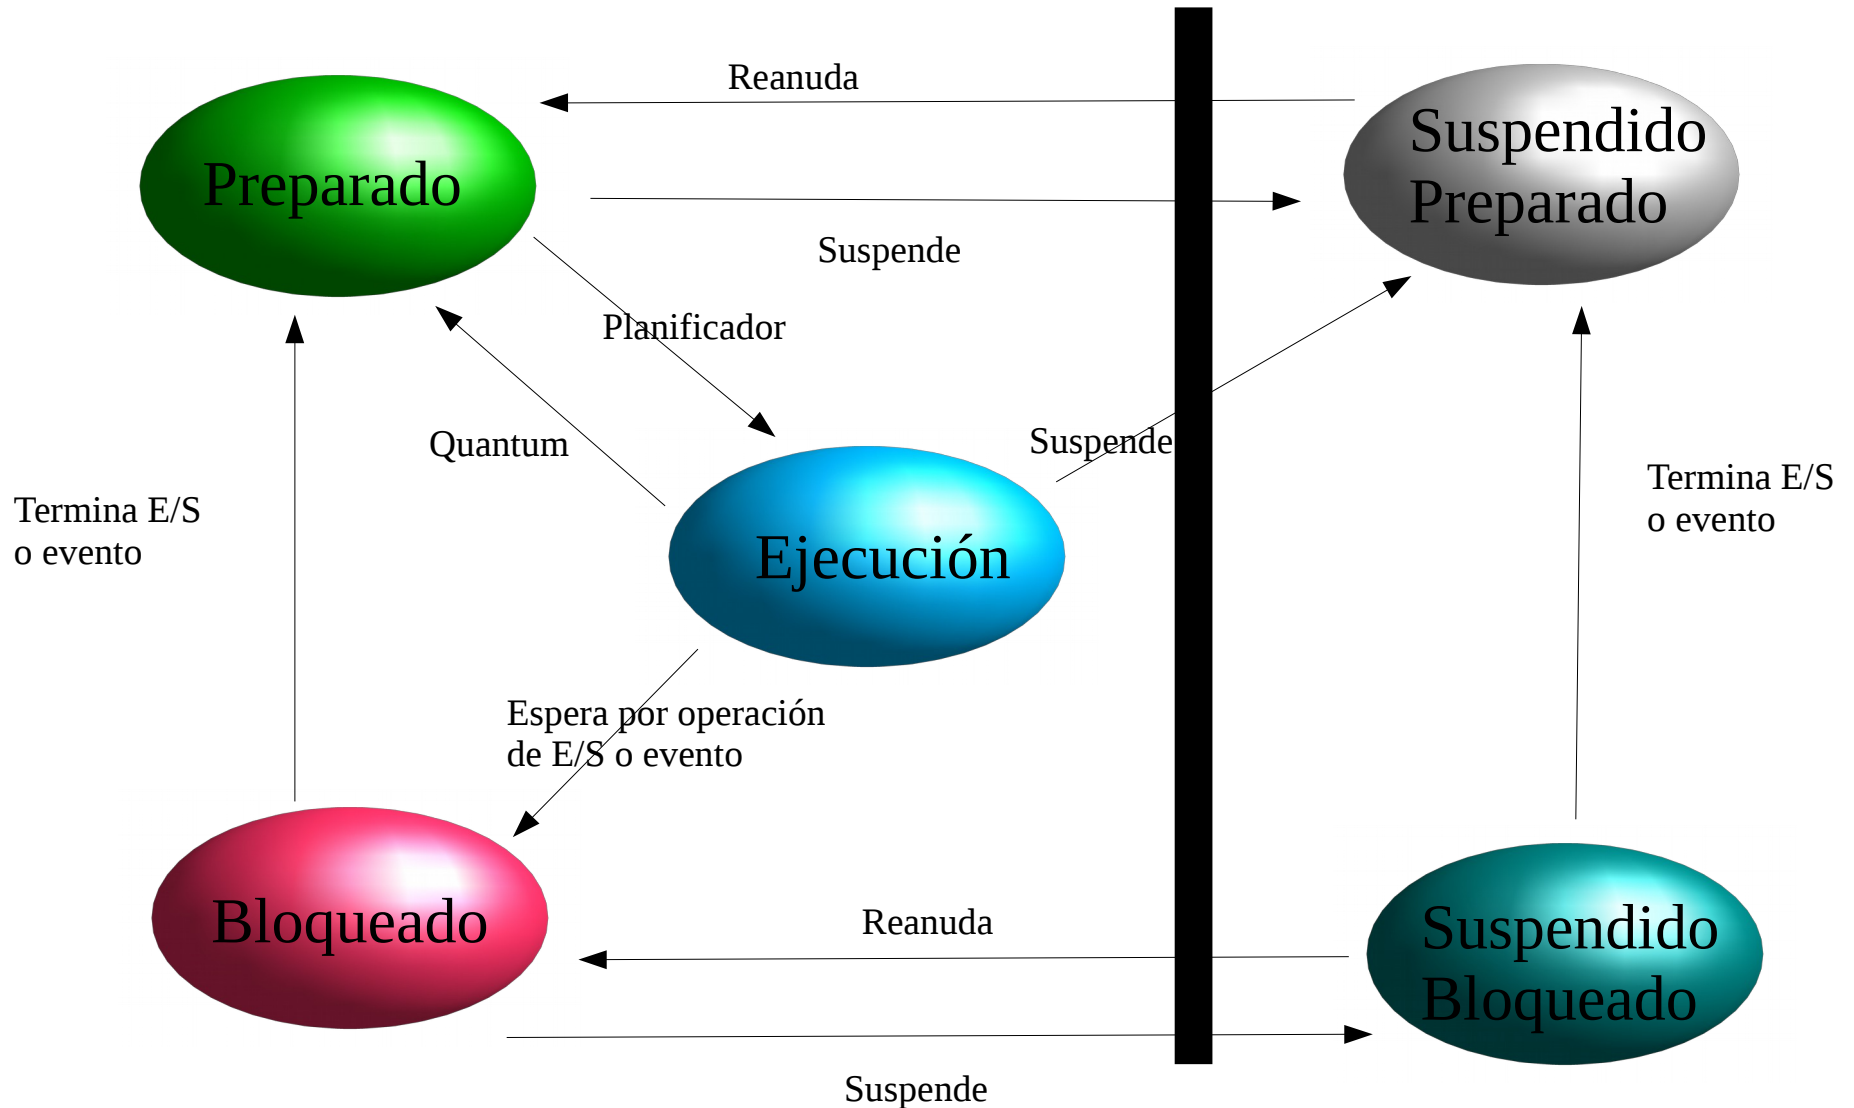 Reanuda
Suspendido
Preparado
Preparado
Suspende
Planificador
Quantum
Suspende
Termina E/S
o evento
Termina E/S
o evento
Ejecución
Espera por operación
de E/S o evento
Bloqueado
Reanuda
Suspendido
Bloqueado
Suspende